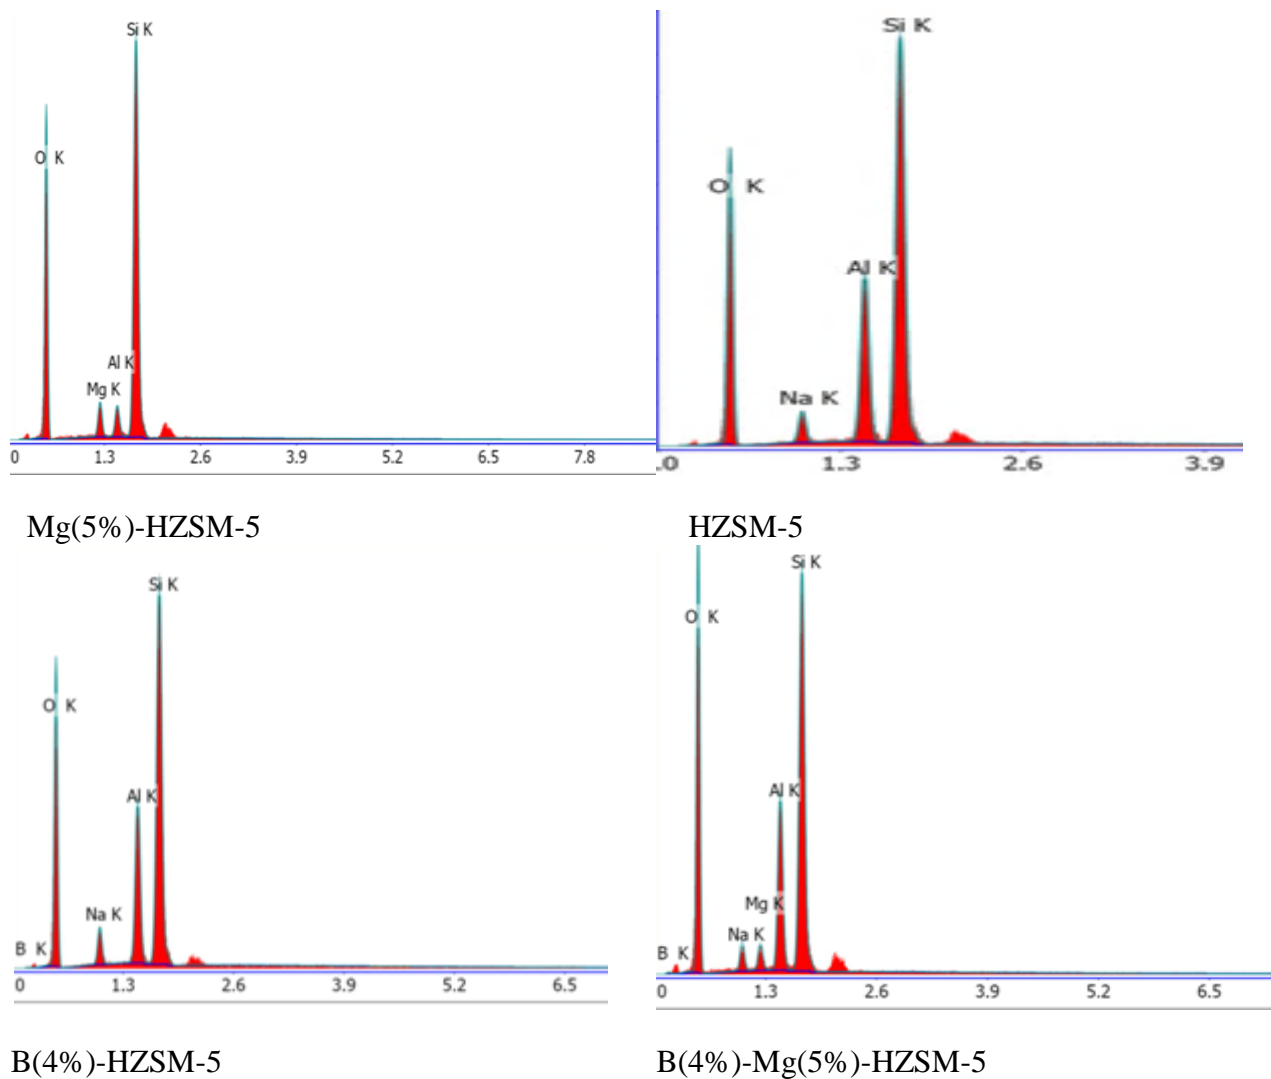 Si K
O K
Al K
Mg K
0 1.3 2.6 3.9 5.2 6.5 7.8
Mg(5%)-HZSM-5
Si K
O K
Al K
Na K
.0 1.3 2.6 3.9
HZSM-5
Si K
O K
Al K
Na K
B K
0 1.3 2.6 3.9 5.2 6.5
B(4%)-HZSM-5
Si K
O K
Al K
Mg K
Na K
B K
0 1.3 2.6 3.9 5.2 6.5
B(4%)-Mg(5%)-HZSM-5